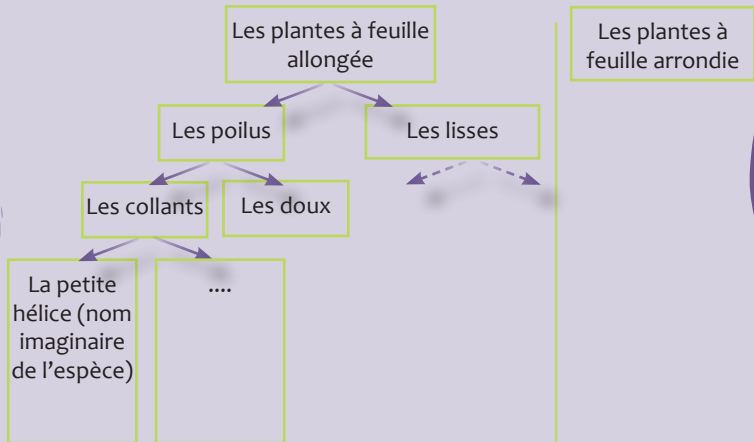 Les plantes à feuille
allongée
Les plantes à
feuille arrondie
Les poilus
Les lisses
Les collants
Les doux
La petite
hélice (nom
imaginaire
de l’espèce)
....